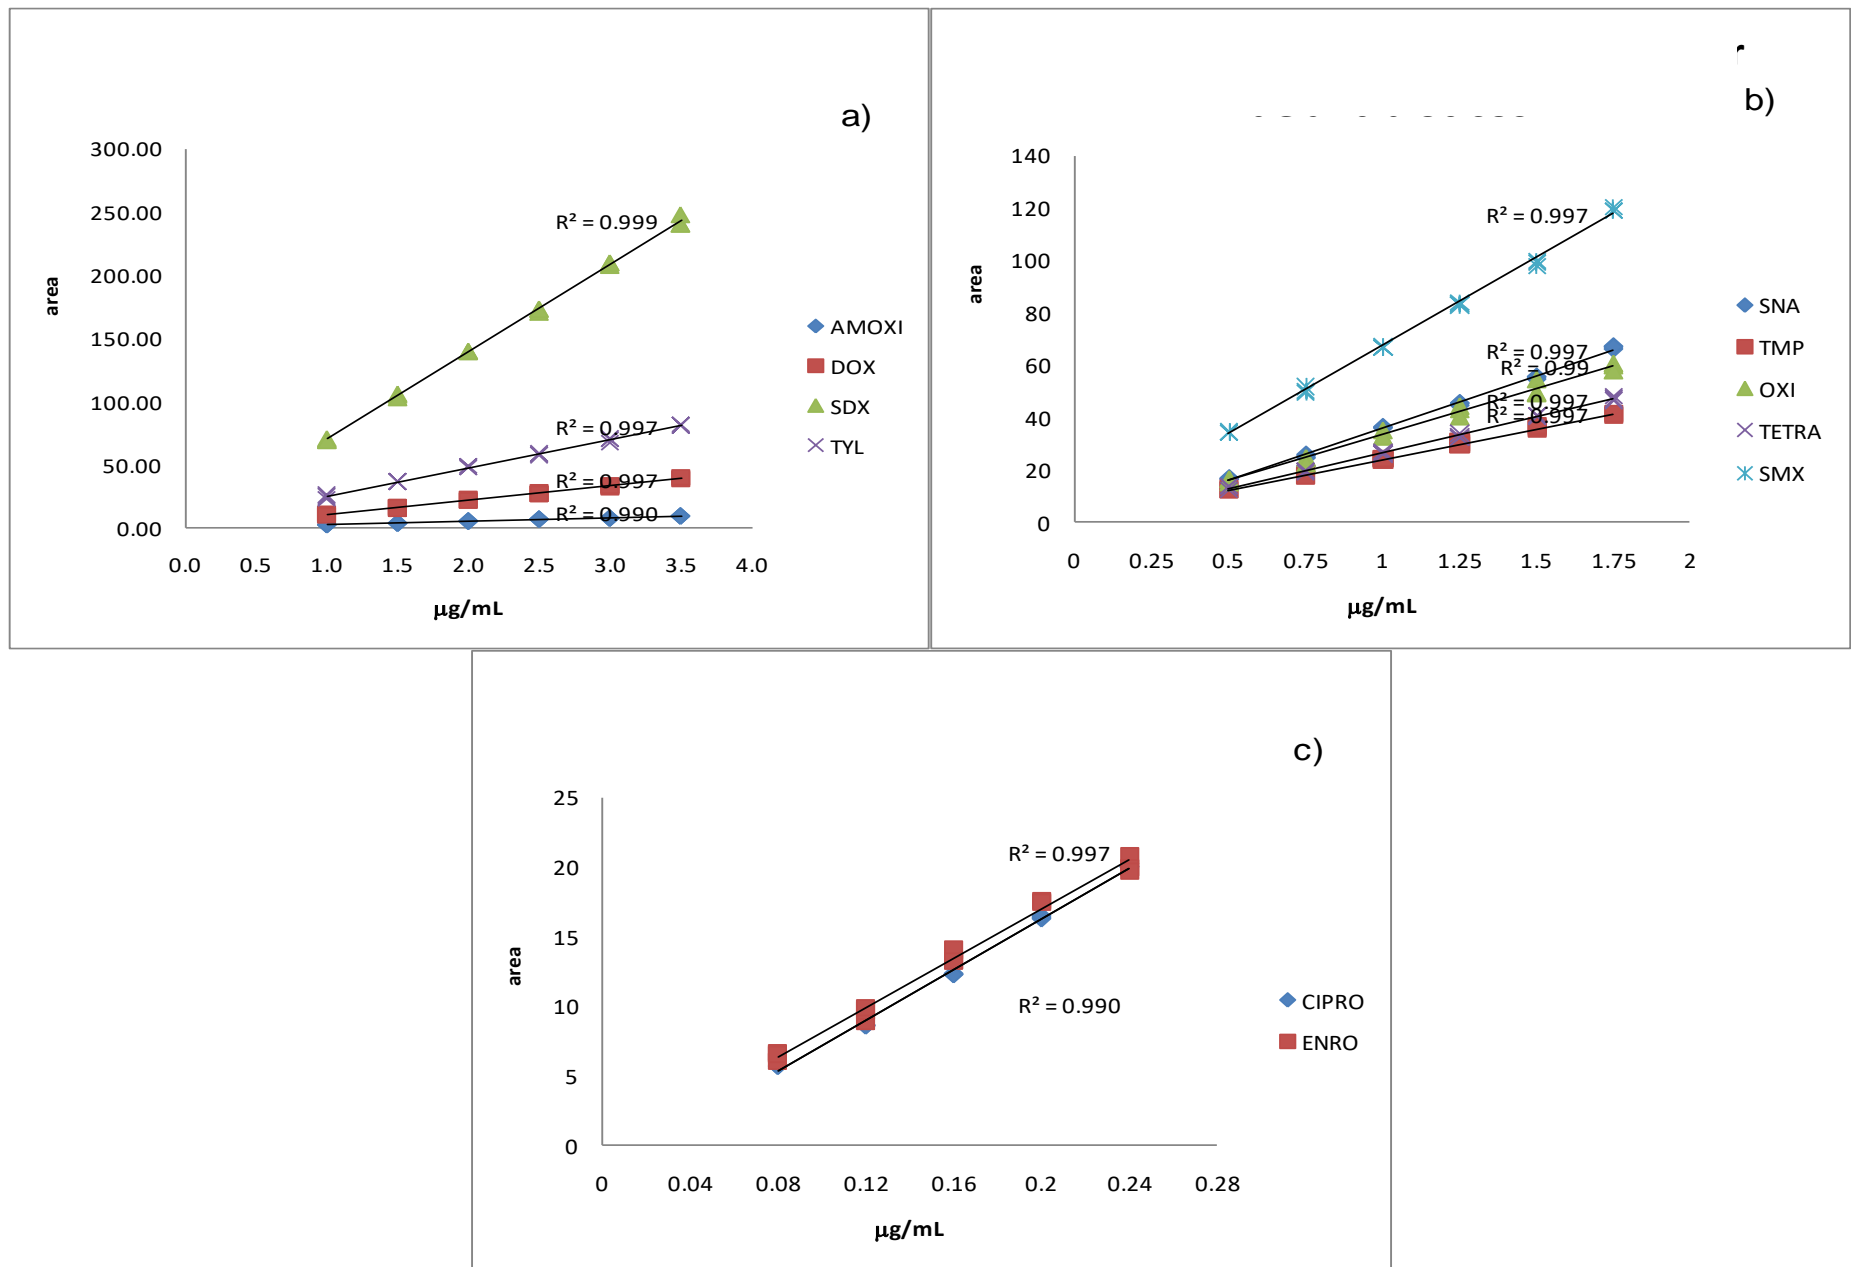 a)
300.00
250.00
200.00
150.00
100.00
50.00
0.00
area
R² = 0.999
R² = 0.997
R² = 0.997
R² = 0.990
0.0 0.5 1.0 1.5 2.0 2.5 3.0 3.5 4.0
µg/mL
AMOXI
DOX
SDX
TYL
b)
140
120
100
80
60
40
20
0
area
R² = 0.997
R² = 0.997
R² = 0.99
R² = 0.997
R² = 0.997
0 0.25 0.5 0.75 1 1.25 1.5 1.75 2
µg/mL
SNA
TMP
OXI
TETRA
SMX
c)
25
20
15
10
5
0
area
R² = 0.997
R² = 0.990
0 0.04 0.08 0.12 0.16 0.2 0.24 0.28
µg/mL
CIPRO
ENRO